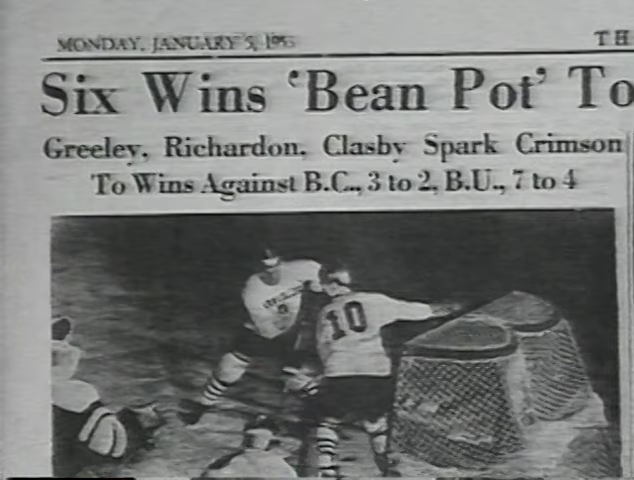 MONDAY, JANUARY 5, 1953
TH
Six Wins 'Bean Pot' To
Greeley, Richardon, Clasby Spark Crimson
To Wins Against B.C., 3 to 2, B.U., 7 to 4
10